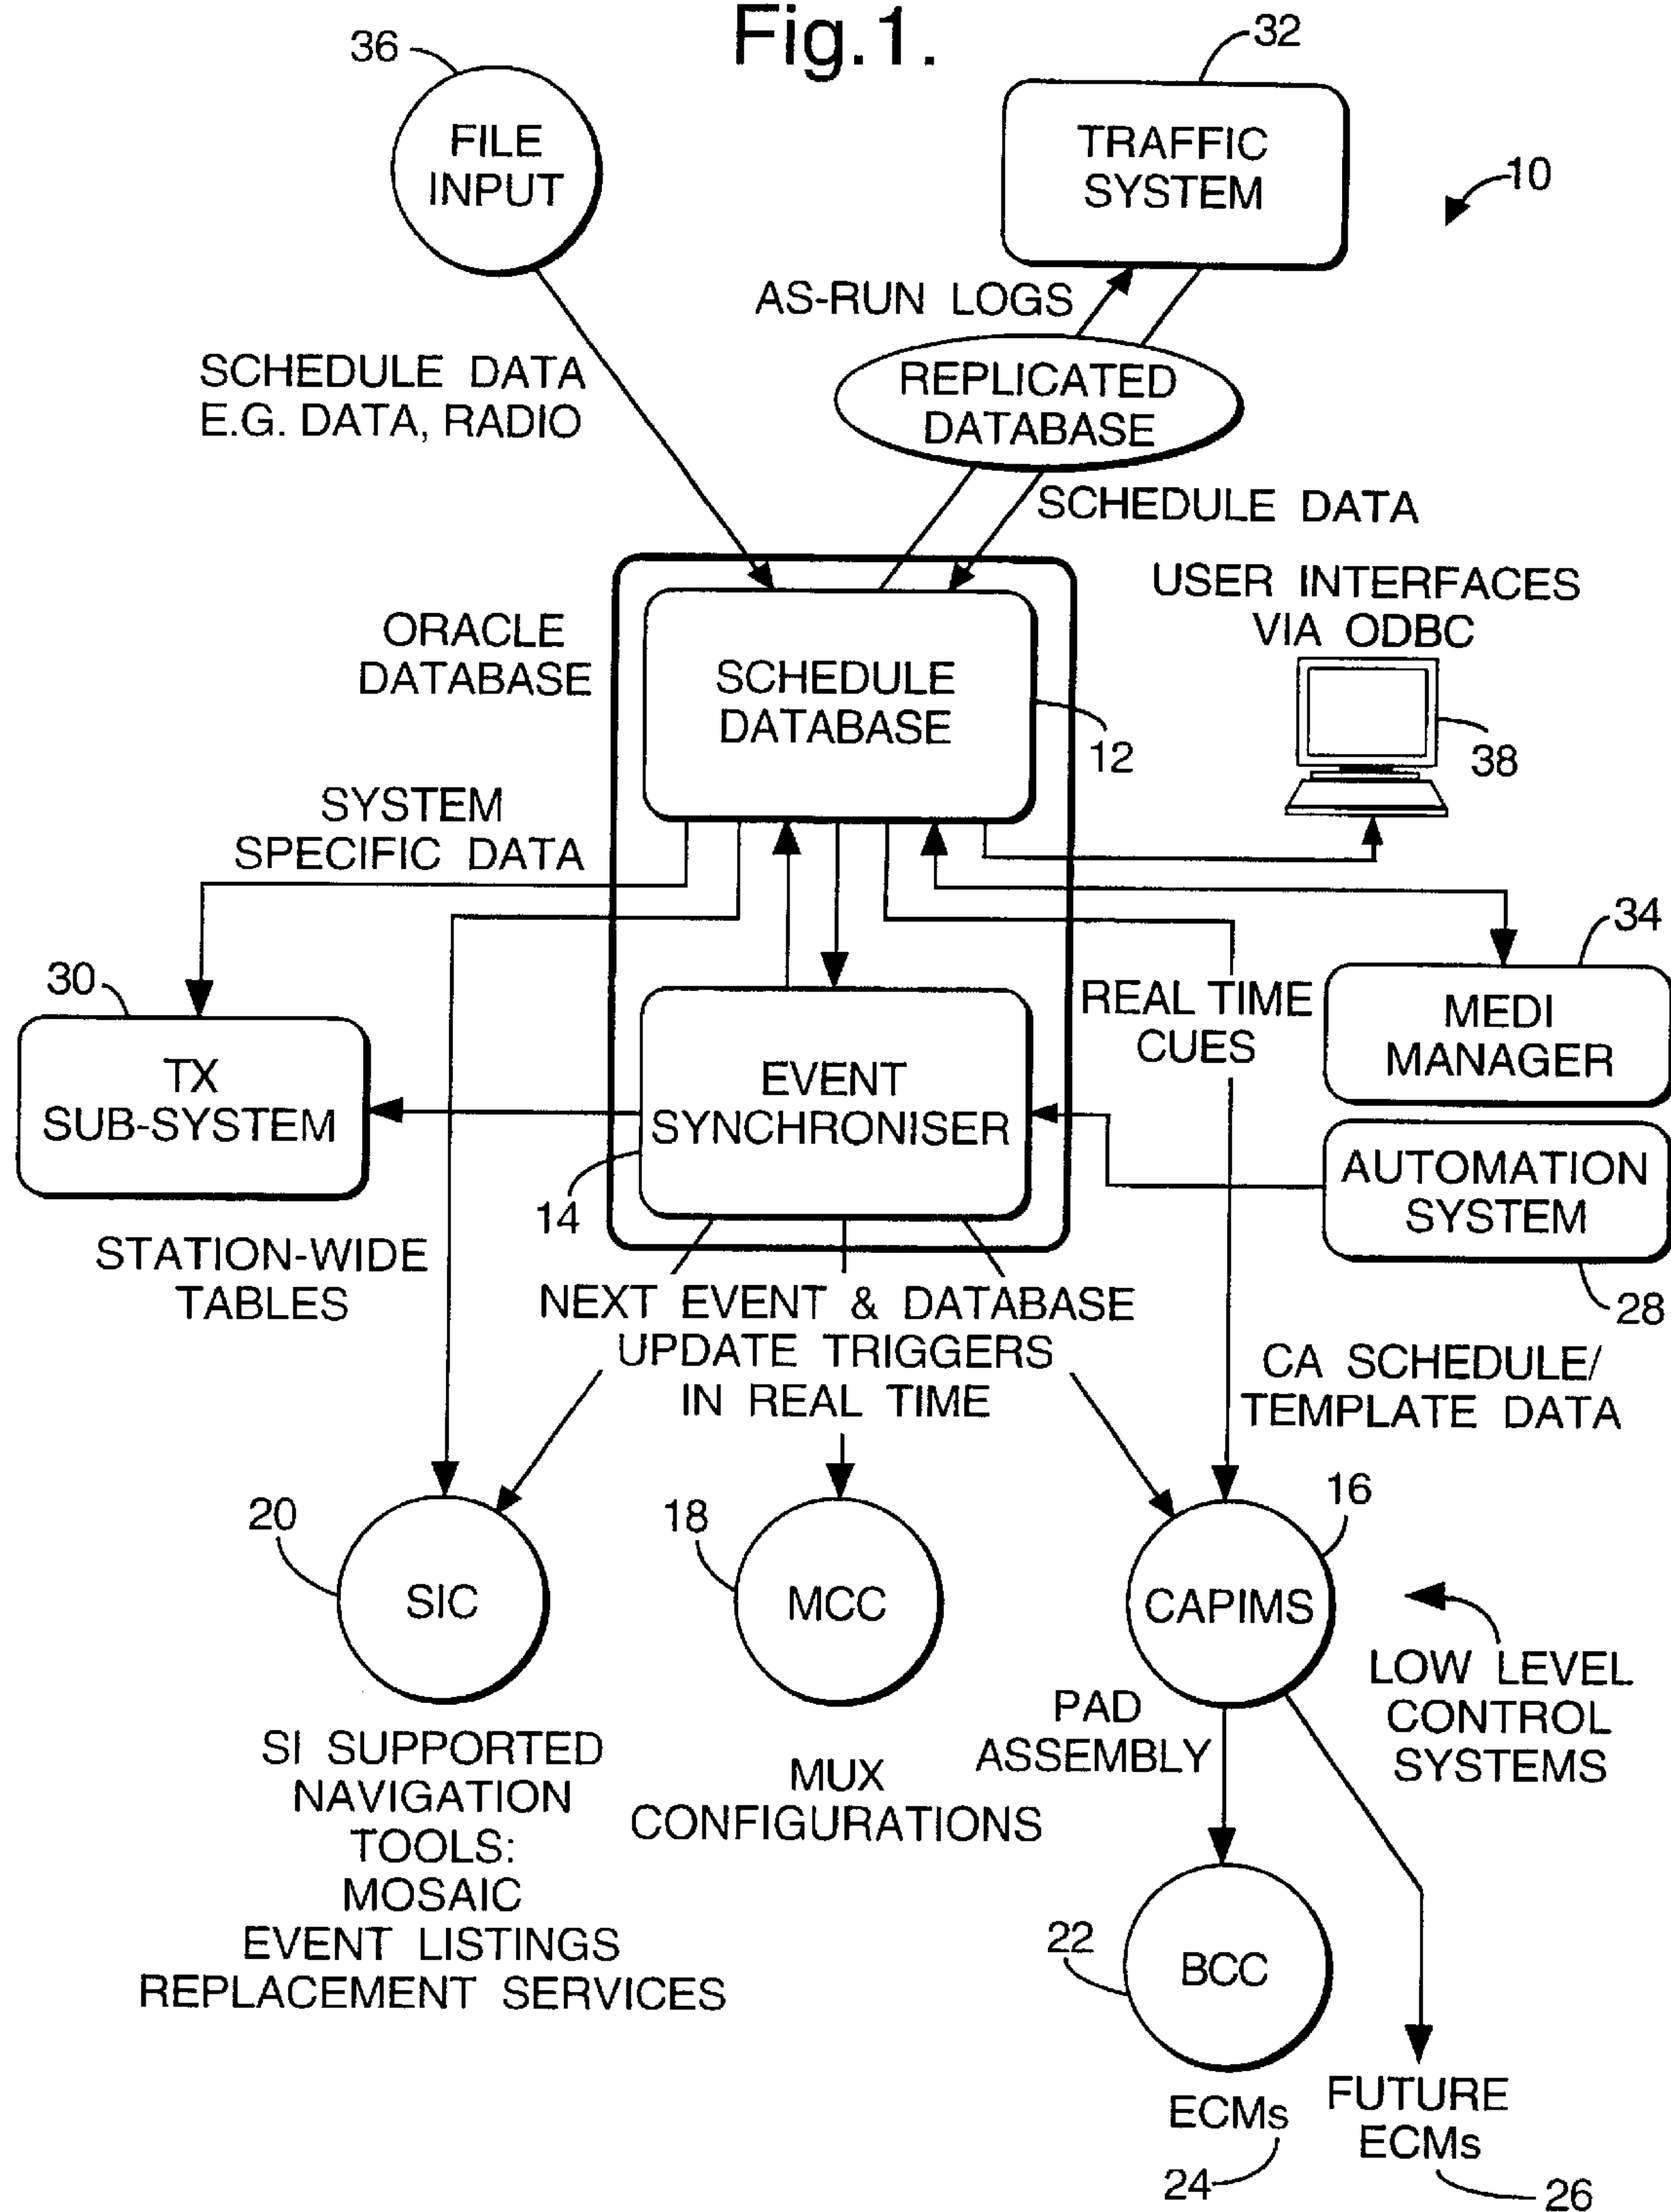 Fig.1.
36
32
FILE
INPUT
TRAFFIC
SYSTEM
10
AS-RUN LOGS
SCHEDULE DATA
E.G. DATA, RADIO
REPLICATED
DATABASE
SCHEDULE DATA
USER INTERFACES
VIA ODBC
ORACLE
DATABASE
SCHEDULE
DATABASE
12
38
SYSTEM
SPECIFIC DATA
34
30
REAL TIME
CUES
MEDI
MANAGER
TX
SUB-SYSTEM
EVENT
SYNCHRONISER
AUTOMATION
SYSTEM
14
28
STATION-WIDE
TABLES
NEXT EVENT & DATABASE
UPDATE TRIGGERS
IN REAL TIME
CA SCHEDULE/
TEMPLATE DATA
20
18
16
SIC
MCC
CAPIMS
LOW LEVEL
CONTROL
SYSTEMS
PAD
ASSEMBLY
SI SUPPORTED
NAVIGATION
TOOLS:
MOSAIC
EVENT LISTINGS
REPLACEMENT SERVICES
MUX
CONFIGURATIONS
22
BCC
ECMs
24
FUTURE
ECMs
26